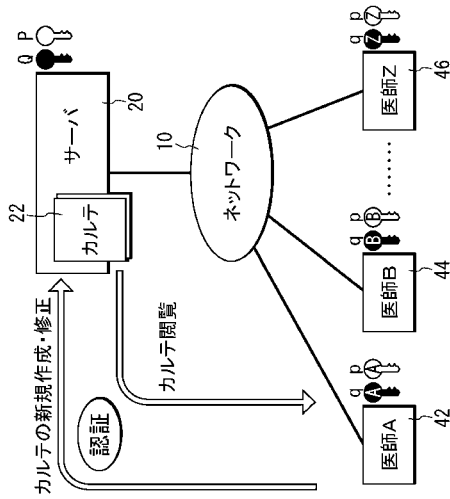 カルテの新規作成・修正
認証
カルテ閲覧
22
カルテ
サーバ
20
Q P
10
ネットワーク
q p
A A
医師A
42
q p
B B
医師B
44
········
q p
Z Z
医師Z
46